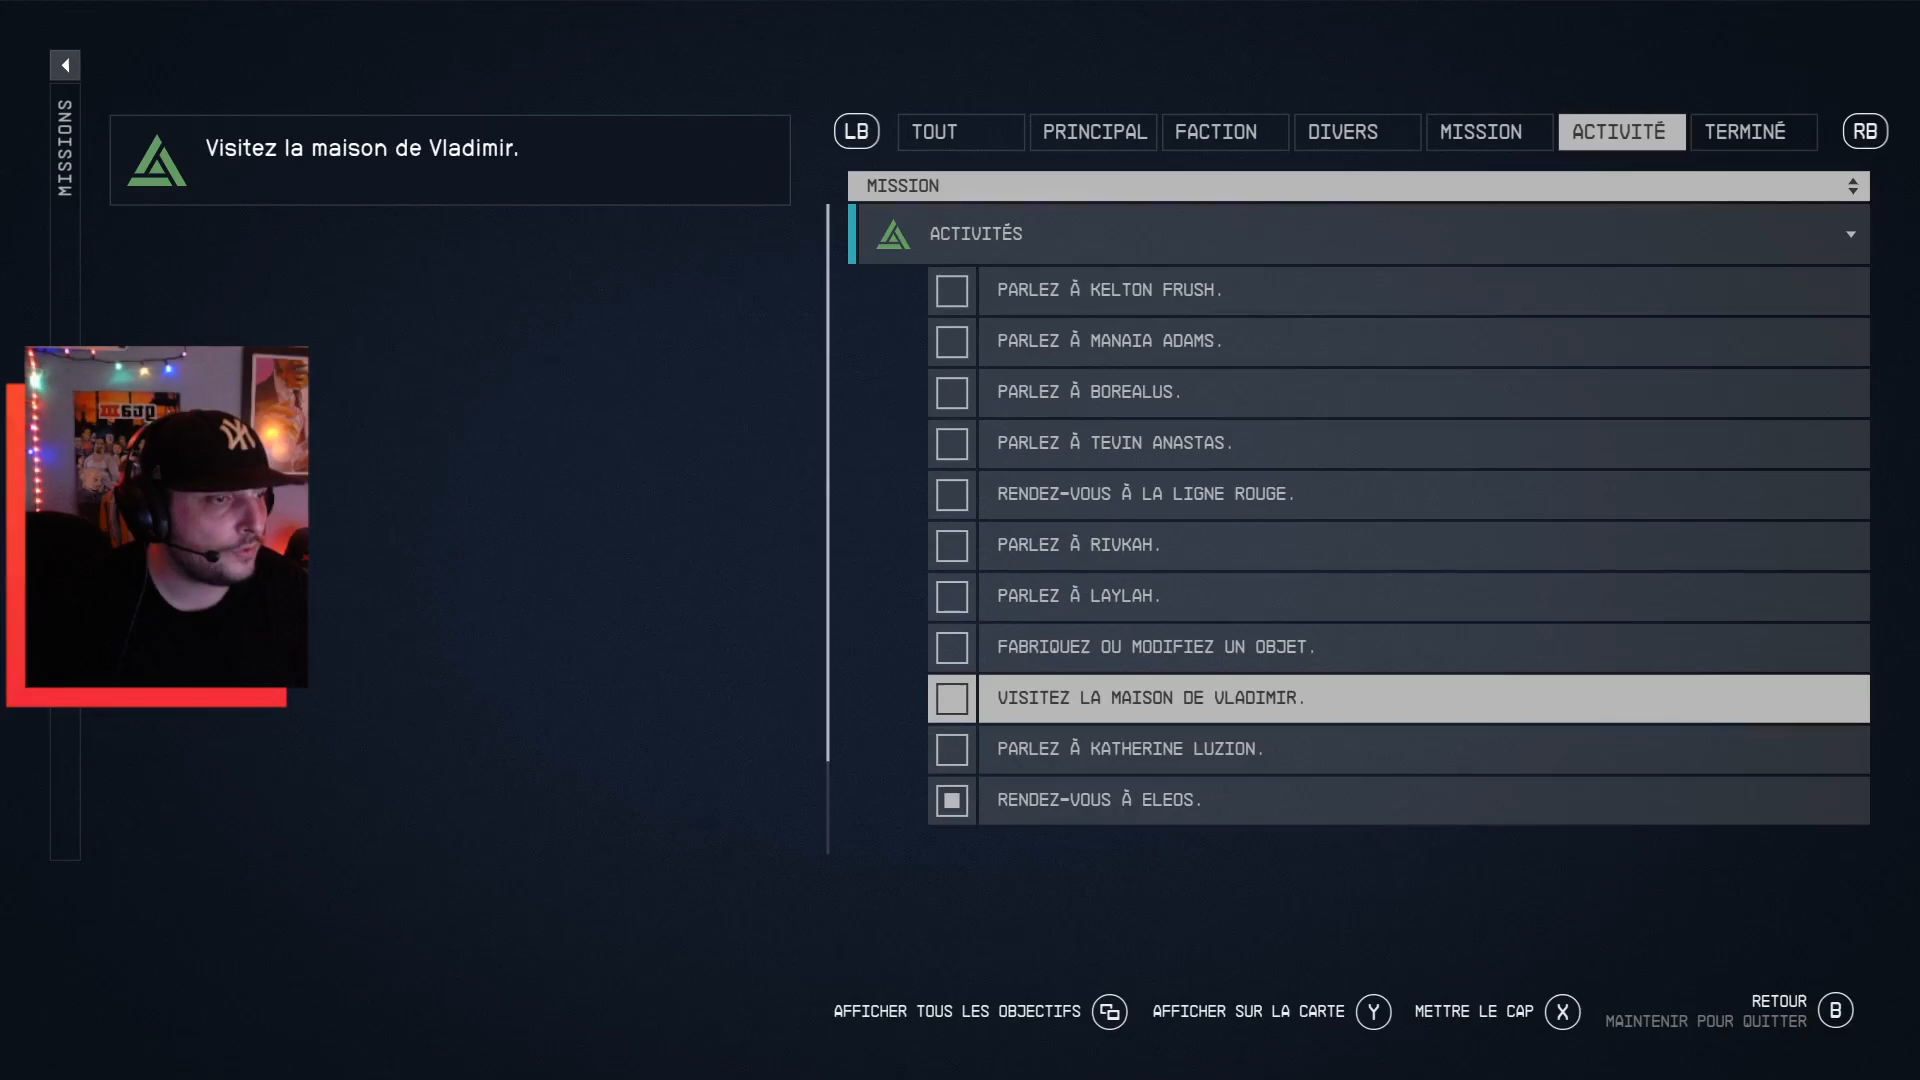 MISSIONS
Visitez la maison de Vladimir.
LB
TOUT
PRINCIPAL
FACTION
DIVERS
MISSION
ACTIVITÉ
TERMINÉ
RB
MISSION
ACTIVITÉS
PARLEZ À KELTON FRUSH.
PARLEZ À MANAIA ADAMS.
PARLEZ À BOREALUS.
PARLEZ À TEVIN ANASTAS.
RENDEZ-VOUS À LA LIGNE ROUGE.
PARLEZ À RIVKAH.
PARLEZ À LAYLAH.
FABRIQUEZ OU MODIFIEZ UN OBJET.
VISITEZ LA MAISON DE VLADIMIR.
PARLEZ À KATHERINE LUZION.
RENDEZ-VOUS À ELEOS.
AFFICHER TOUS LES OBJECTIFS
AFFICHER SUR LA CARTE Y
METTRE LE CAP X
RETOUR B
MAINTENIR POUR QUITTER